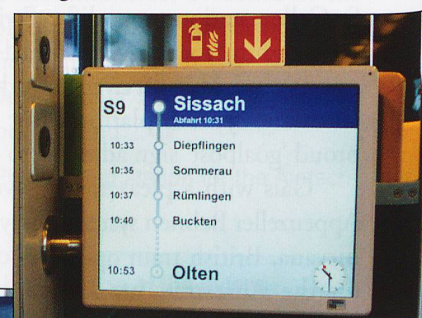 S9 Sissach
Abfahrt 10:31
10:33 Diepflingen
10:35 Sommerau
10:37 Rümlingen
10:40 Buckten
10:53 Olten